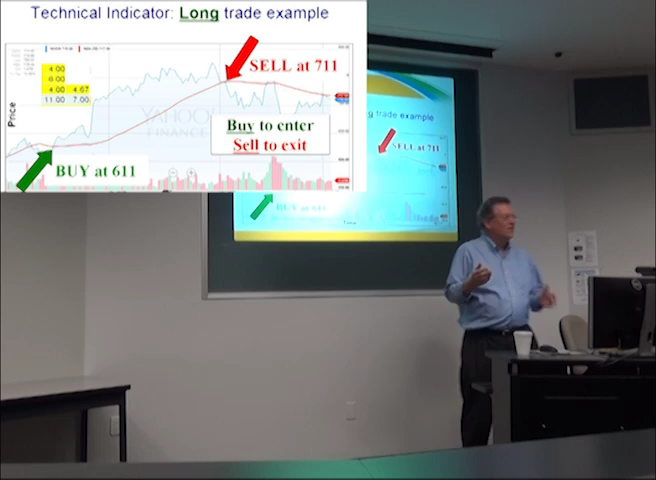 Technical Indicator: Long trade example
4.00
6.00
4.00 4.67
11.00 7.00
SELL at 711
Price
YAHOO!
FINANCE
Buy to enter
Sell to exit
BUY at 611
g trade example
SELL at 711